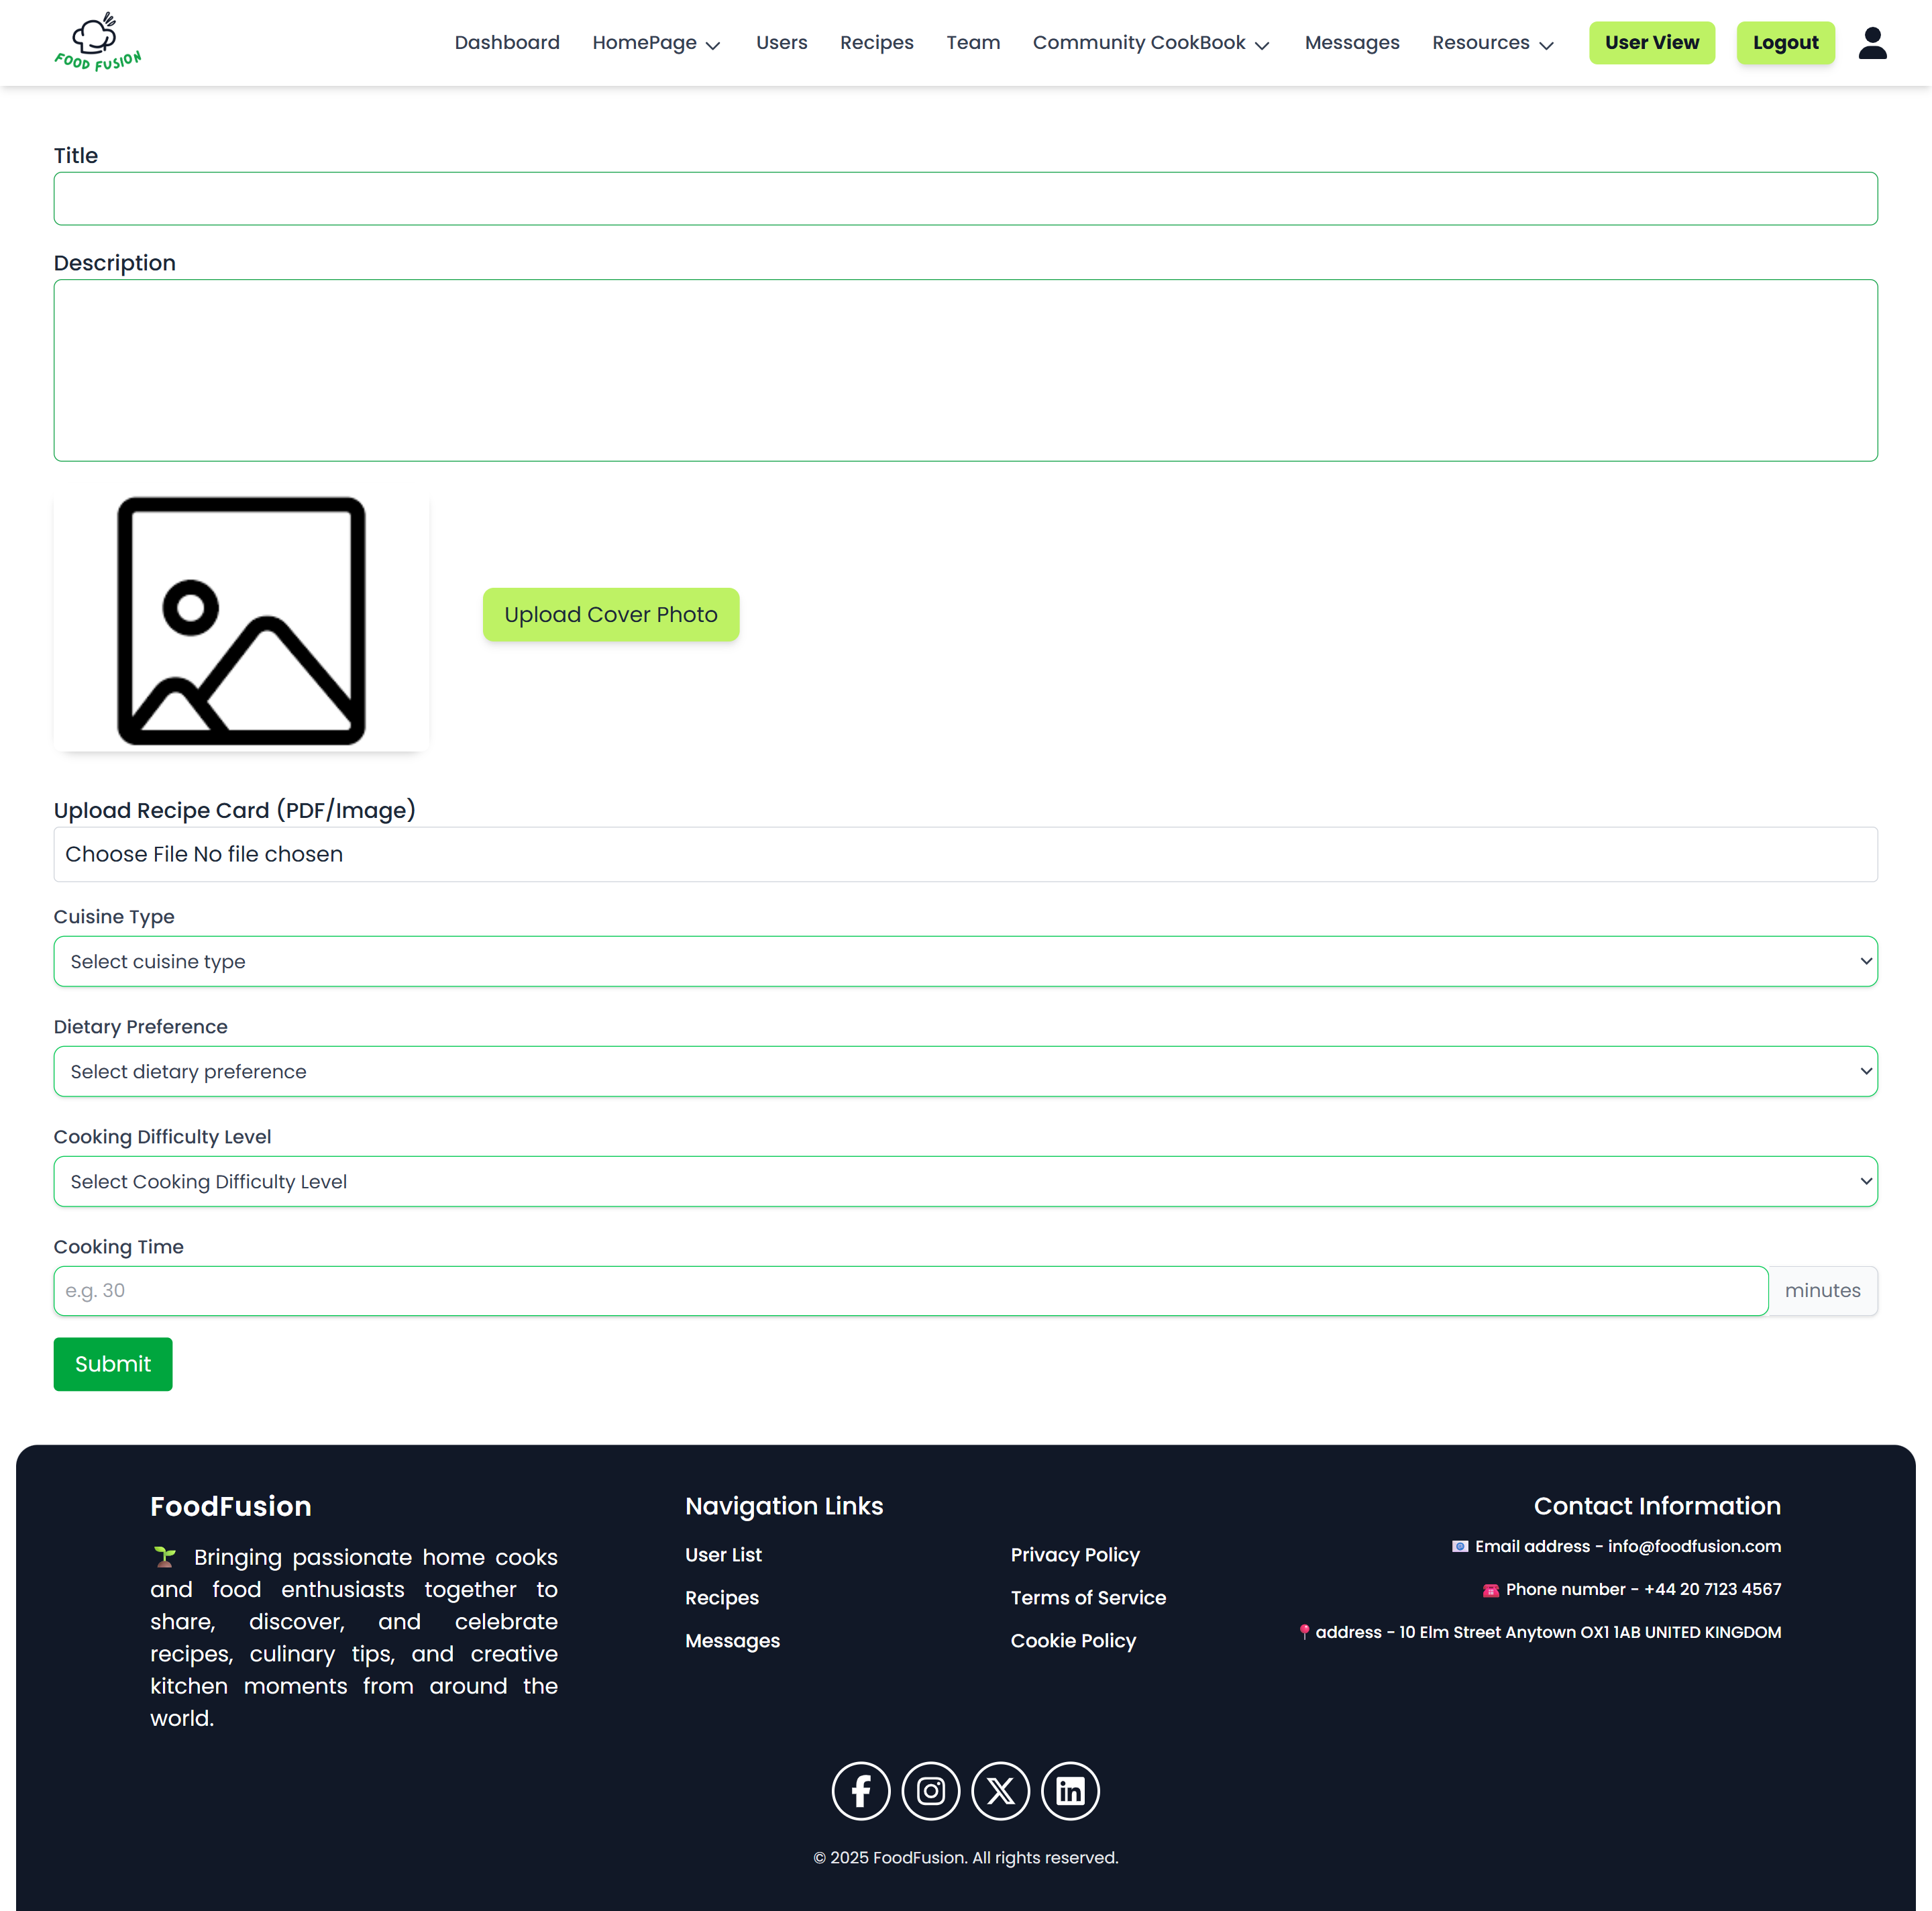 FOOD FUSION
Dashboard HomePage Users Recipes Team Community CookBook Messages Resources User View Logout
Title
Description
Upload Cover Photo
Upload Recipe Card (PDF/Image)
Choose File No file chosen
Cuisine Type
Select cuisine type
Dietary Preference
Select dietary preference
Cooking Difficulty Level
Select Cooking Difficulty Level
Cooking Time
e.g. 30 minutes
Submit
FoodFusion
🌱 Bringing passionate home cooks
and food enthusiasts together to
share, discover, and celebrate
recipes, culinary tips, and creative
kitchen moments from around the
world.
Navigation Links
User List
Recipes
Messages
Privacy Policy
Terms of Service
Cookie Policy
Contact Information
📧 Email address - info@foodfusion.com
☎️ Phone number - +44 20 7123 4567
📍 address - 10 Elm Street Anytown OX1 1AB UNITED KINGDOM
© 2025 FoodFusion. All rights reserved.